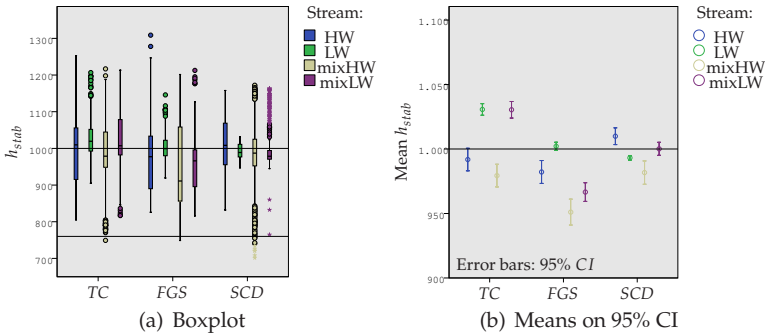 Stream:
HW
LW
mixHW
mixLW
1300
1200
1100
1000
900
800
700
h_stab
TC FGS SCD
(a) Boxplot
Stream:
HW
LW
mixHW
mixLW
1.100
1.050
1.000
950
900
Mean h_stab
Error bars: 95% CI
TC FGS SCD
(b) Means on 95% CI